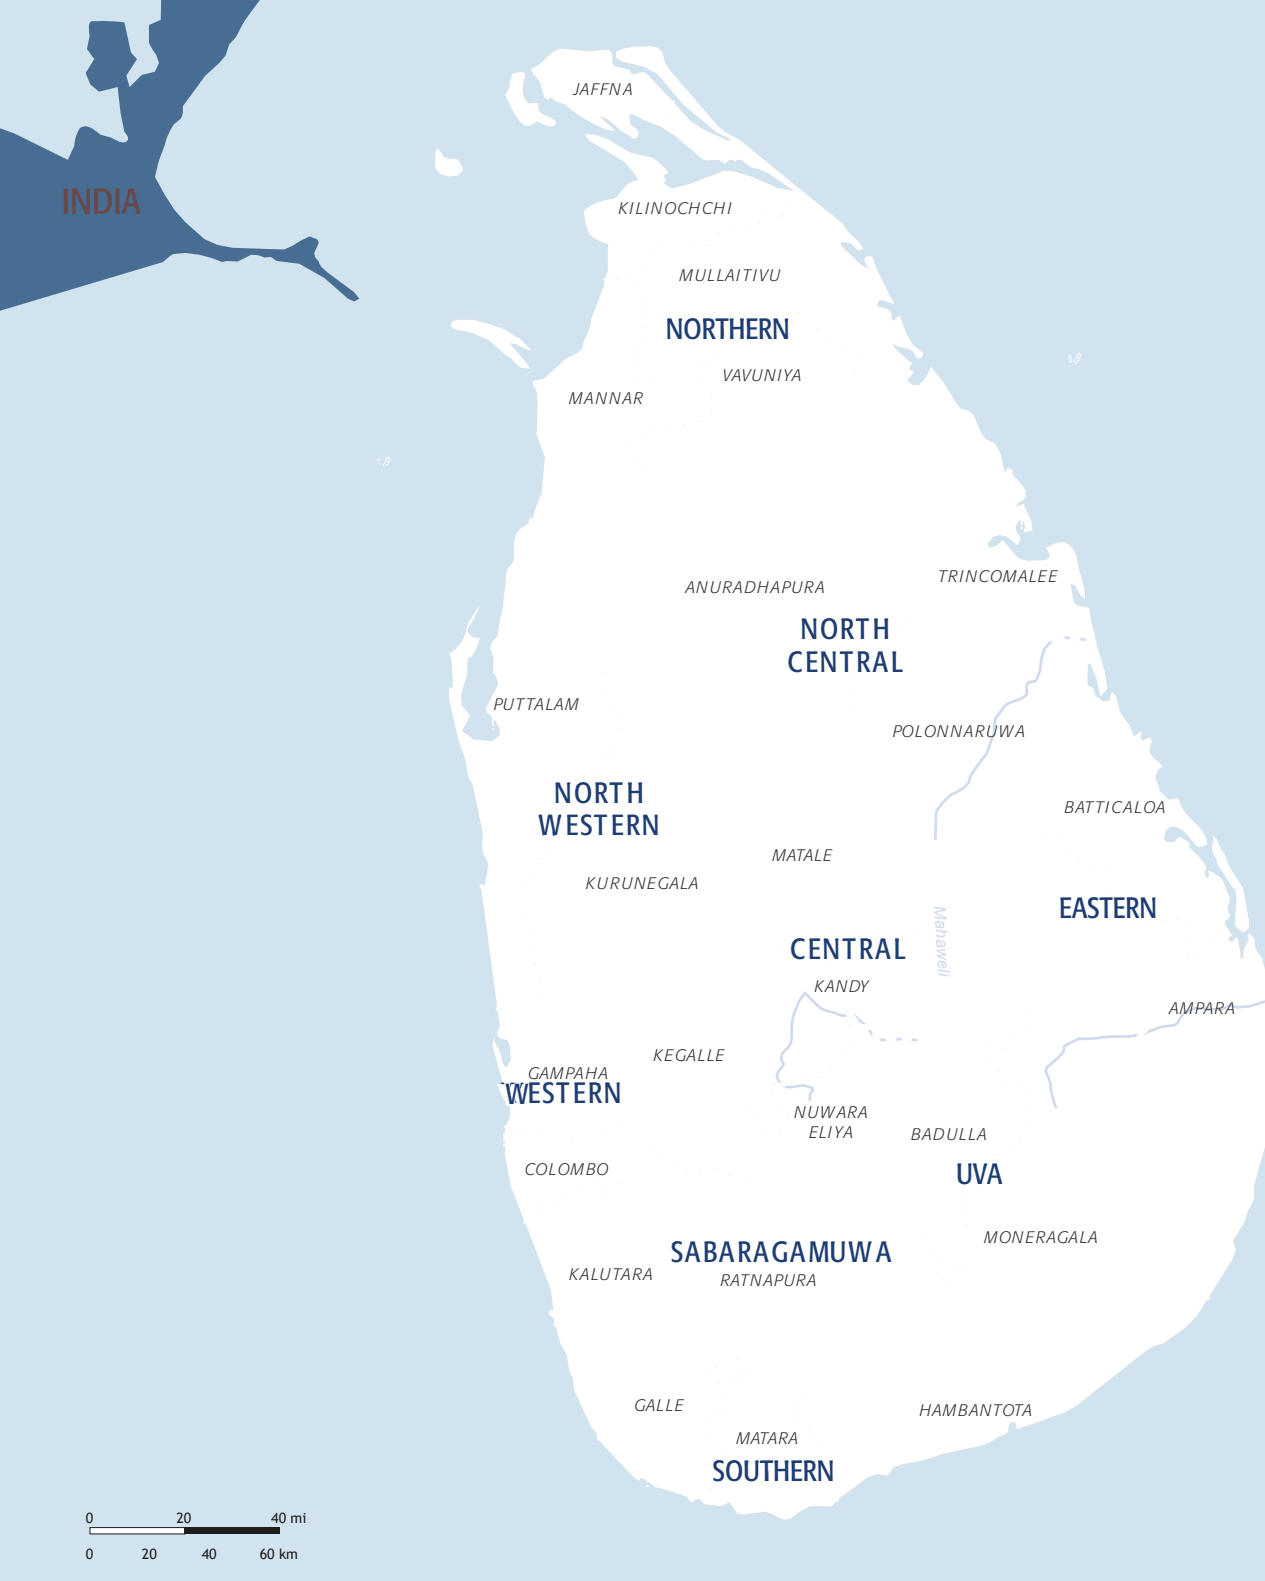 JAFFNA
INDIA
KILINOCHCHI
MULLAITIVU
NORTHERN
VAVUNIYA
MANNAR
TRINCOMALEE
ANURADHAPURA
NORTH
CENTRAL
PUTTALAM
POLONNARUWA
NORTH
WESTERN
BATTICALOA
MATALE
KURUNEGALA
EASTERN
Mahaweli
CENTRAL
KANDY
AMPARA
KEGALLE
GAMPAHA
WESTERN
NUWARA
ELIYA
BADULLA
COLOMBO
UVA
MONERAGALA
SABARAGAMUWA
KALUTARA
RATNAPURA
GALLE
HAMBANTOTA
MATARA
SOUTHERN
0 20 40 mi
0 20 40 60 km